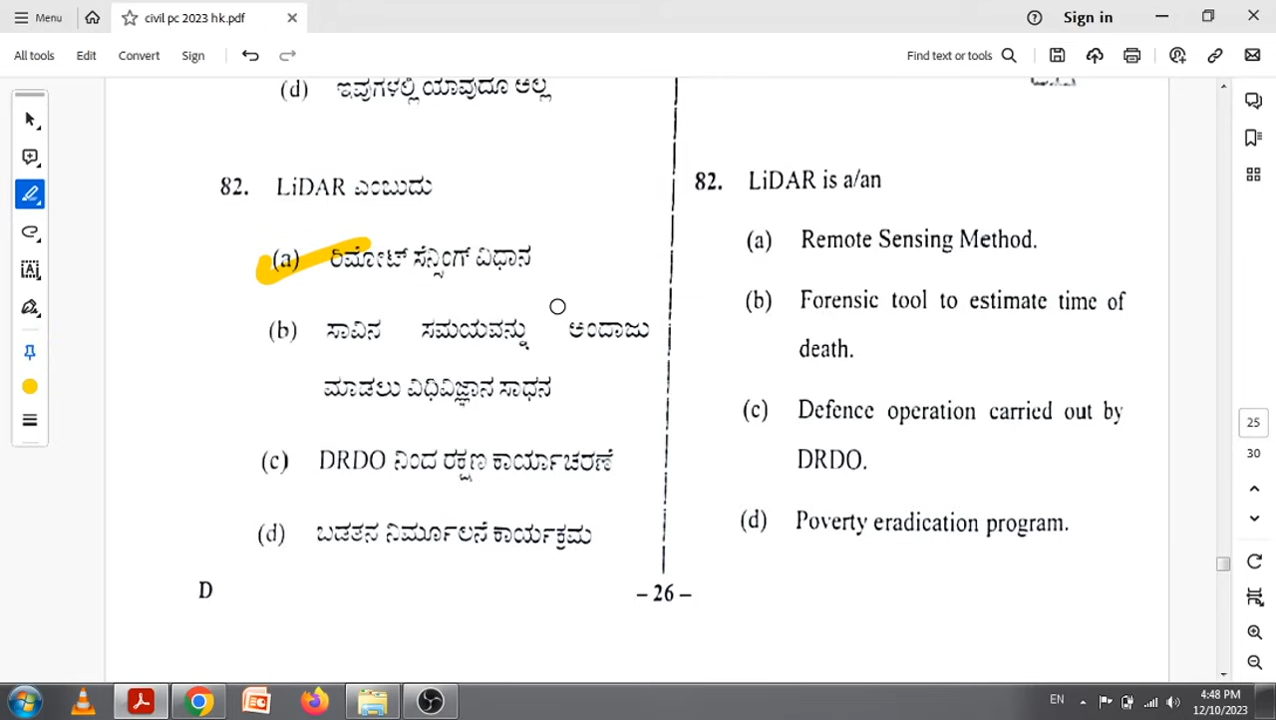 Menu
civil pc 2023 hk.pdf
Sign in
All tools Edit Convert Sign
Find text or tools
(d) ಇವುಗಳಲ್ಲಿ ಯಾವುದೂ ಅಲ್ಲ
82. LiDAR ಎಂಬುದು
(a) ರಿಮೋಟ್ ಸೆನ್ಸಿಂಗ್ ವಿಧಾನ
(b) ಸಾವಿನ ಸಮಯವನ್ನು ಅಂದಾಜು
ಮಾಡಲು ವಿಧಿವಿಜ್ಞಾನ ಸಾಧನ
(c) DRDO ನಿಂದ ರಕ್ಷಣ ಕಾರ್ಯಾಚರಣೆ
(d) ಬಡತನ ನಿರ್ಮೂಲನೆ ಕಾರ್ಯಕ್ರಮ
82. LiDAR is a/an
(a) Remote Sensing Method.
(b) Forensic tool to estimate time of
death.
(c) Defence operation carried out by
DRDO.
(d) Poverty eradication program.
D
– 26 –
25
30
EN
4:48 PM
12/10/2023